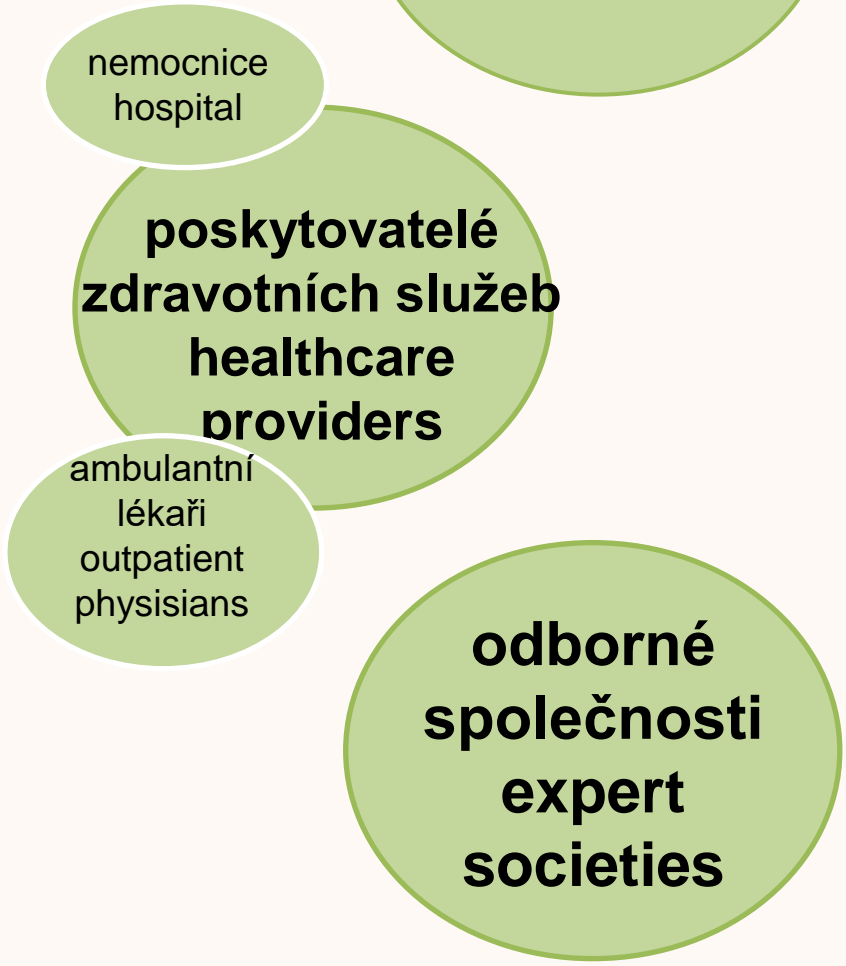 nemocnice
hospital
poskytovatelé
zdravotních služeb
healthcare
providers
ambulantní
lékaři
outpatient
physisians
odborné
společnosti
expert
societies